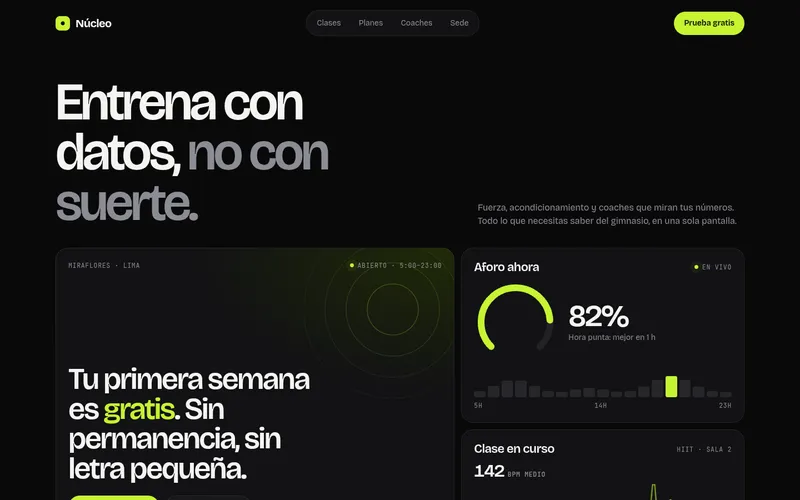 Núcleo
Clases
Planes
Coaches
Sede
Prueba gratis
Entrena con
datos, no con
suerte.
Fuerza, acondicionamiento y coaches que miran tus números.
Todo lo que necesitas saber del gimnasio, en una sola pantalla.
MIRAFLORES · LIMA
ABIERTO · 5:00–23:00
Tu primera semana
es gratis. Sin
permanencia, sin
letra pequeña.
Aforo ahora
EN VIVO
82%
Hora punta: mejor en 1 h
5H
14H
23H
Clase en curso
HIIT · SALA 2
142 BPM MEDIO